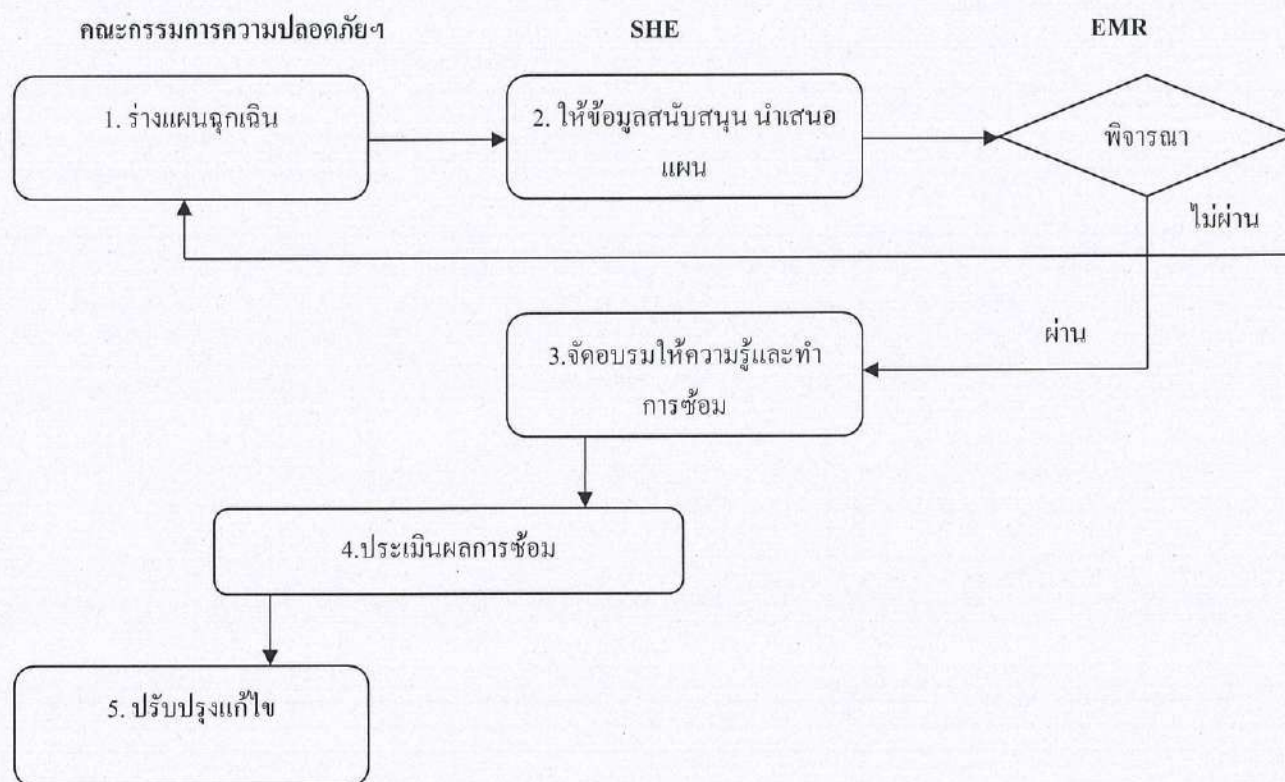 คณะกรรมการความปลอดภัยฯ
SHE
EMR
1. ร่างแผนฉุกเฉิน
2. ให้ข้อมูลสนับสนุน นำเสนอ
แผน
พิจารณา
ไม่ผ่าน
ผ่าน
3.จัดอบรมให้ความรู้และทำ
การซ้อม
4.ประเมินผลการซ้อม
5. ปรับปรุงแก้ไข